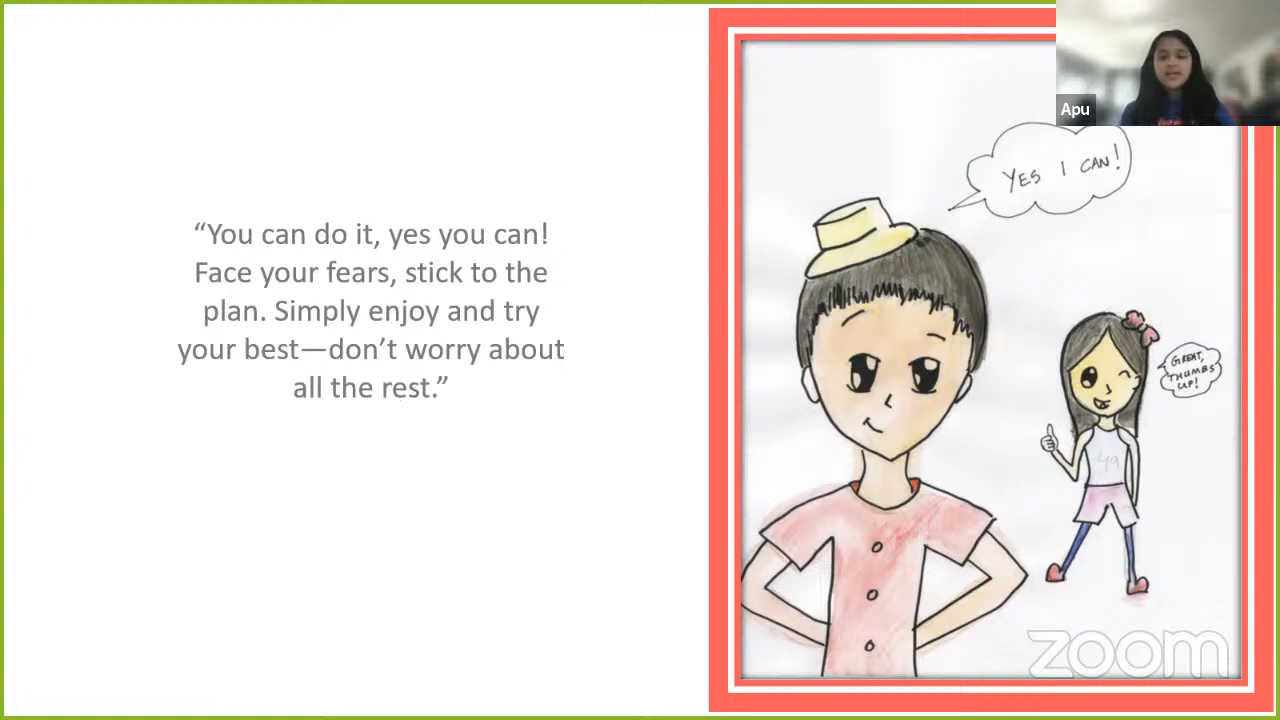 “You can do it, yes you can!
Face your fears, stick to the
plan. Simply enjoy and try
your best—don’t worry about
all the rest.”
Apu
YES I CAN!
GREAT,
THUMBS
UP!
49
zoom